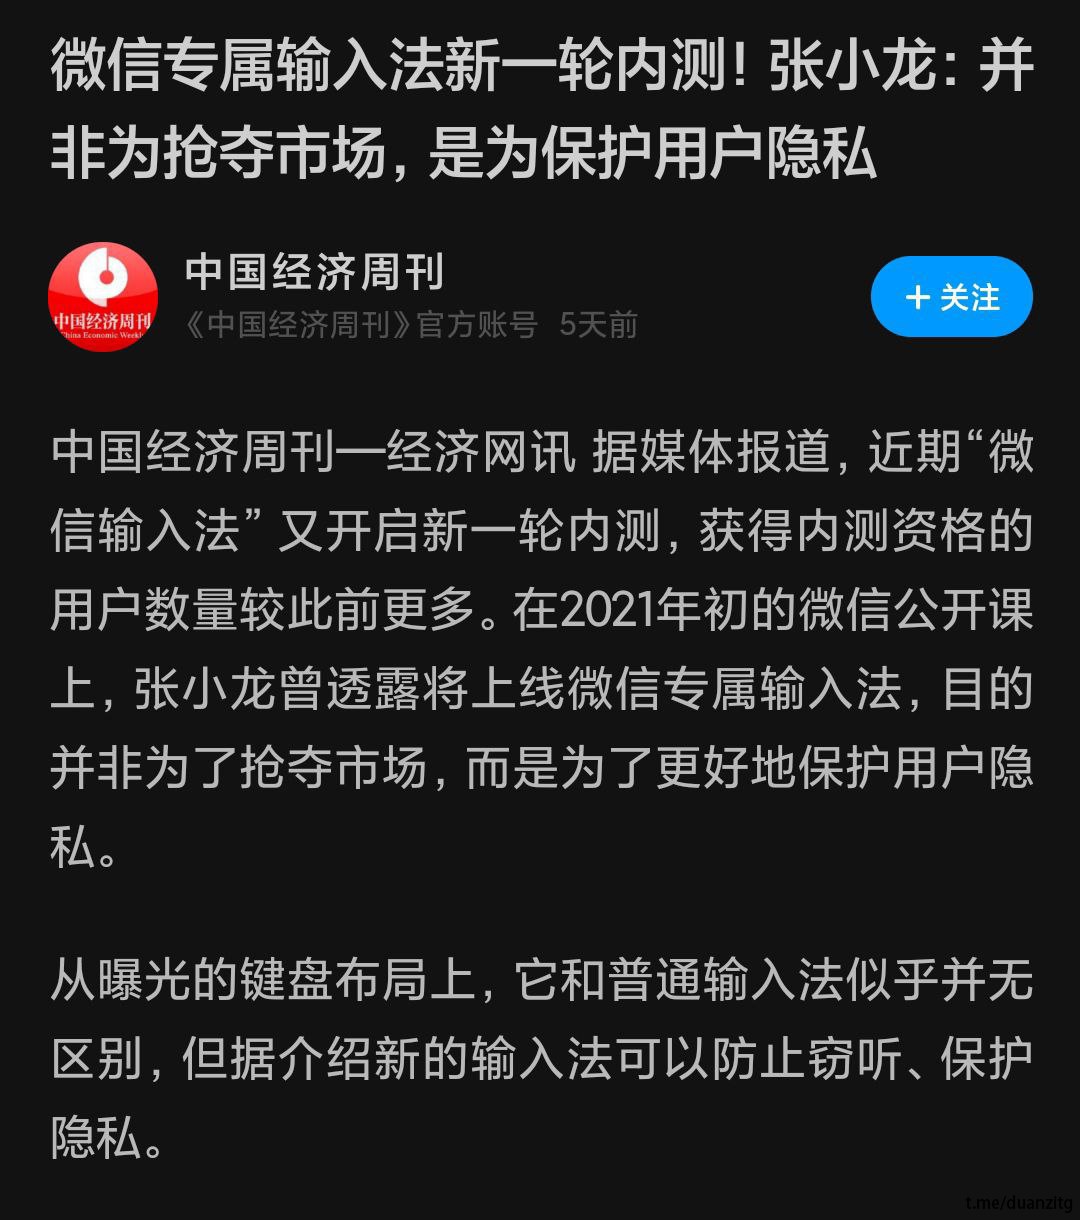 微信专属输入法新一轮内测！张小龙：并
非为抢夺市场，是为保护用户隐私
中国经济周刊
中国经济周刊
China Economic Weekly
《中国经济周刊》官方账号 5天前
+ 关注
中国经济周刊—经济网讯 据媒体报道，近期“微
信输入法” 又开启新一轮内测，获得内测资格的
用户数量较此前更多。在2021年初的微信公开课
上，张小龙曾透露将上线微信专属输入法，目的
并非为了抢夺市场，而是为了更好地保护用户隐
私。
从曝光的键盘布局上，它和普通输入法似乎并无
区别，但据介绍新的输入法可以防止窃听、保护
隐私。
t.me/duanzitg